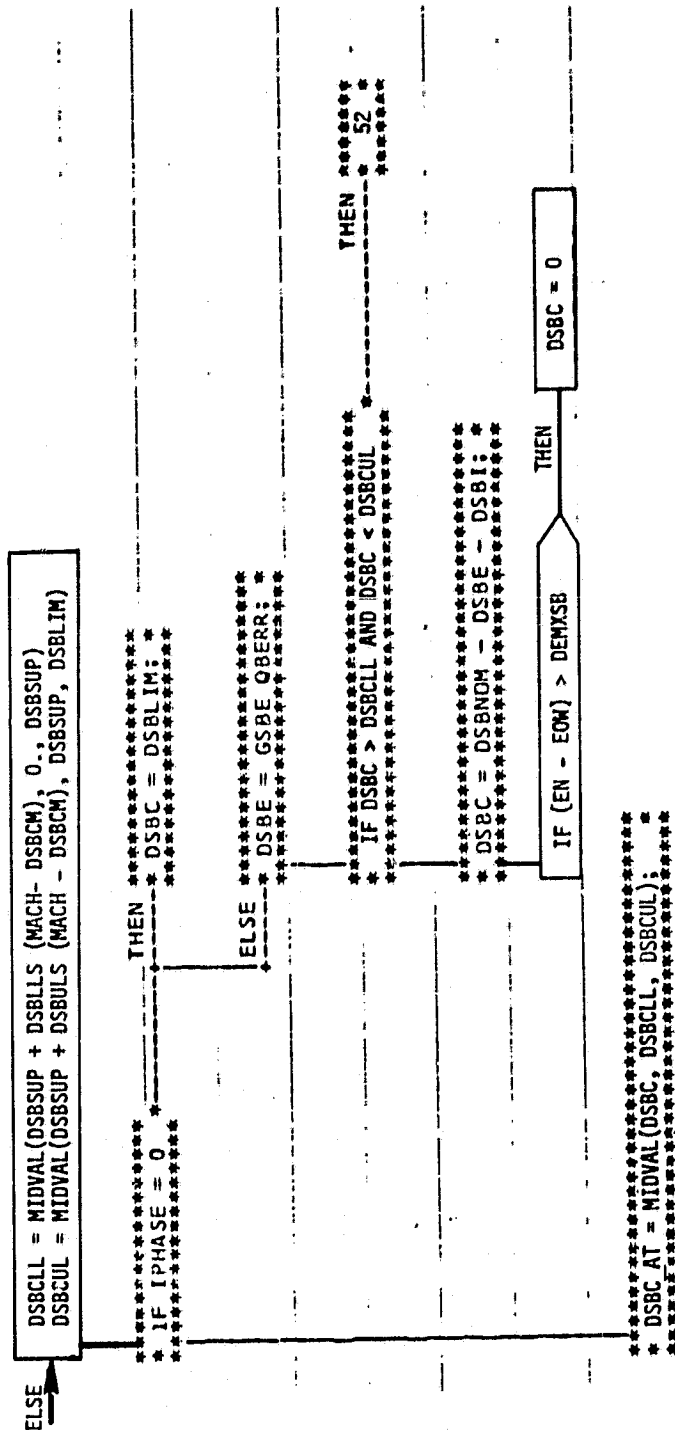 ELSE
DSBCLL = MIDVAL(DSBSUP + DSBLLS (MACH- DSBCM), 0., DSBSUP)
DSBCUL = MIDVAL(DSBSUP + DSBULS (MACH - DSBCM), DSBSUP, DSBLIM)
*****************
* IF IPHASE = 0 *
*****************
THEN
******************
* DSBC = DSBLIM; *
******************
ELSE
**********************
* DSBE = GSBE QBERR; *
**********************
************************************
* IF DSBC > DSBCLL AND DSBC < DSBCUL *
************************************
THEN
*******
* 52 *
*******
********************************
* DSBC = DSBNOM - DSBE - DSBI; *
********************************
IF (EN - EOW) > DEMXSB
THEN
DSBC = 0
****************************************
* DSBC_AT = MIDVAL(DSBC, DSBCLL, DSBCUL); *
****************************************